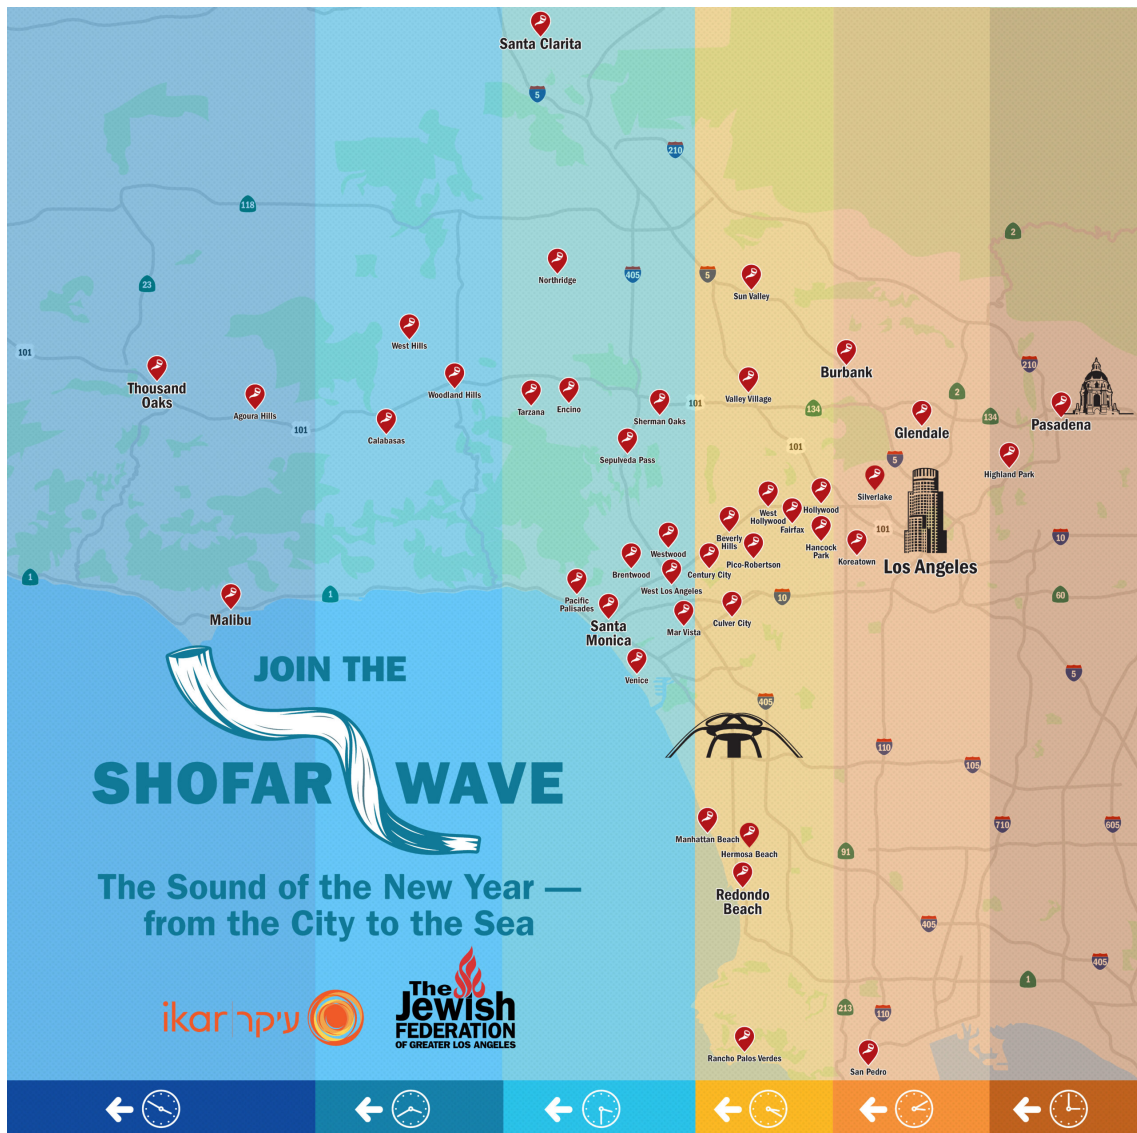 Santa Clarita
5
210
118
2
Northridge
405
5
Sun Valley
23
101
West Hills
Burbank
210
Thousand
Oaks
Agoura Hills
Woodland Hills
Tarzana
Encino
Sherman Oaks
101
Valley Village
134
2
134
Glendale
Pasadena
101
Calabasas
Sepulveda Pass
101
5
Highland Park
Silverlake
West
Hollywood
Fairfax
Hollywood
Beverly
Hills
Hancock
Park
101
Koreatown
10
Westwood
Brentwood
West Los Angeles
Century City
Pico-Robertson
Los Angeles
1
Malibu
1
Pacific
Palisades
Santa
Monica
Mar Vista
Culver City
10
60
Venice
5
JOIN THE
405
110
105
SHOFAR WAVE
Manhattan Beach
Hermosa Beach
710
605
91
Redondo
Beach
The Sound of the New Year —
from the City to the Sea
405
405
1
213
110
ikar|עיקר
The
Jewish
FEDERATION
OF GREATER LOS ANGELES
Rancho Palos Verdes
San Pedro